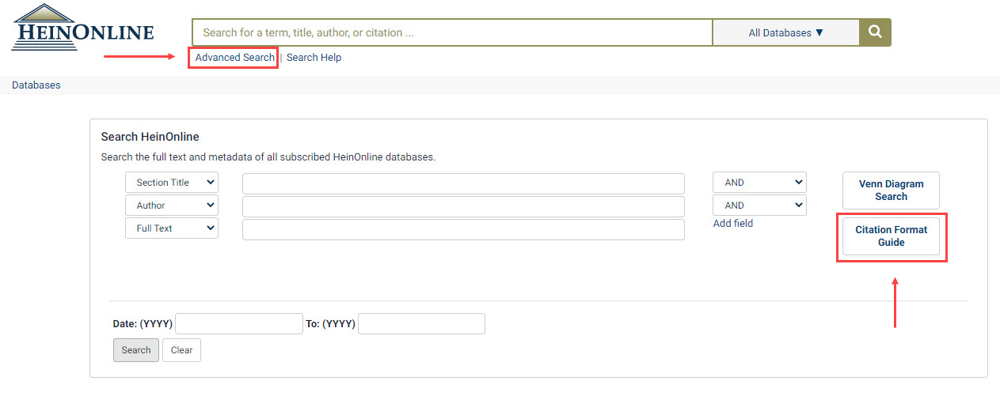 HEINONLINE
Search for a term, title, author, or citation ...
All Databases ▼
Advanced Search | Search Help
Databases
Search HeinOnline
Search the full text and metadata of all subscribed HeinOnline databases.
Section Title
AND
Author
AND
Full Text
Add field
Venn Diagram
Search
Citation Format
Guide
Date: (YYYY)
To: (YYYY)
Search
Clear